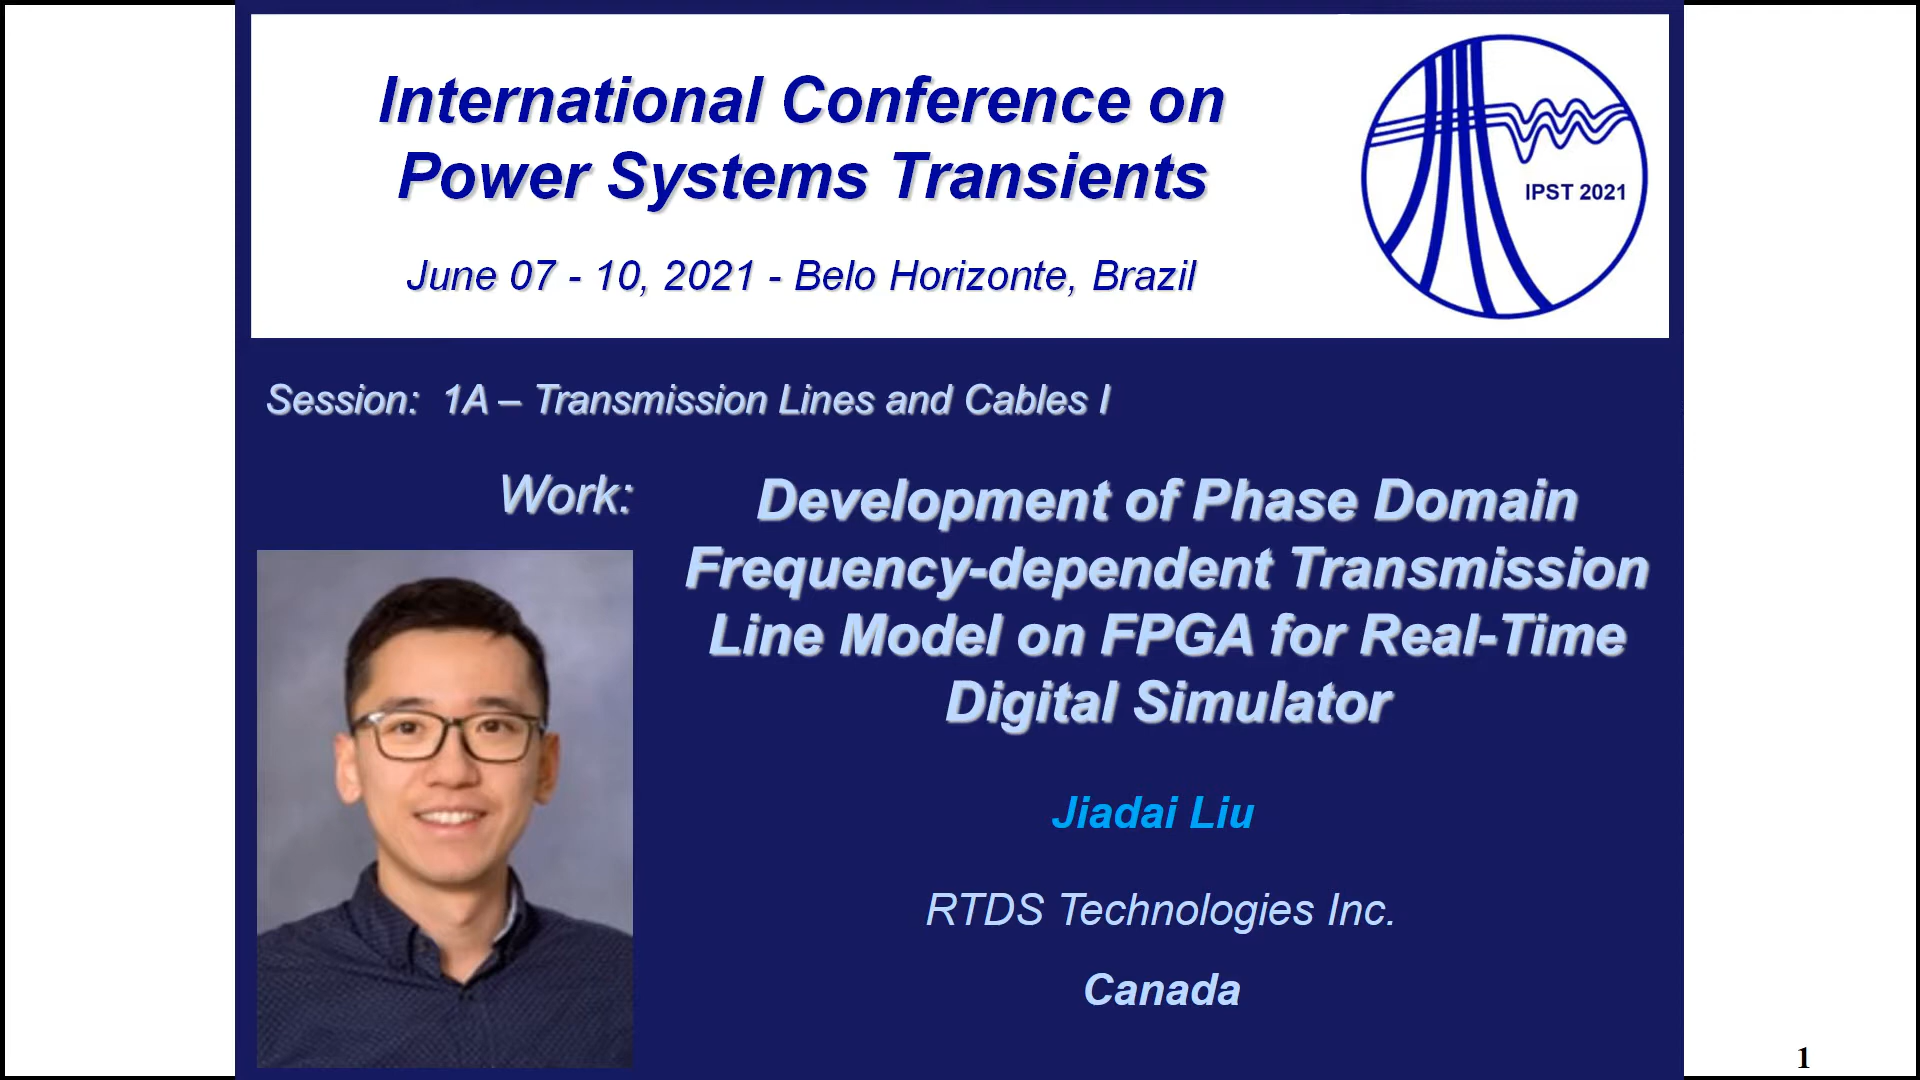 International Conference on
Power Systems Transients
June 07 - 10, 2021 - Belo Horizonte, Brazil
IPST 2021
Session: 1A – Transmission Lines and Cables I
Work:
Development of Phase Domain
Frequency-dependent Transmission
Line Model on FPGA for Real-Time
Digital Simulator
Jiadai Liu
RTDS Technologies Inc.
Canada
1